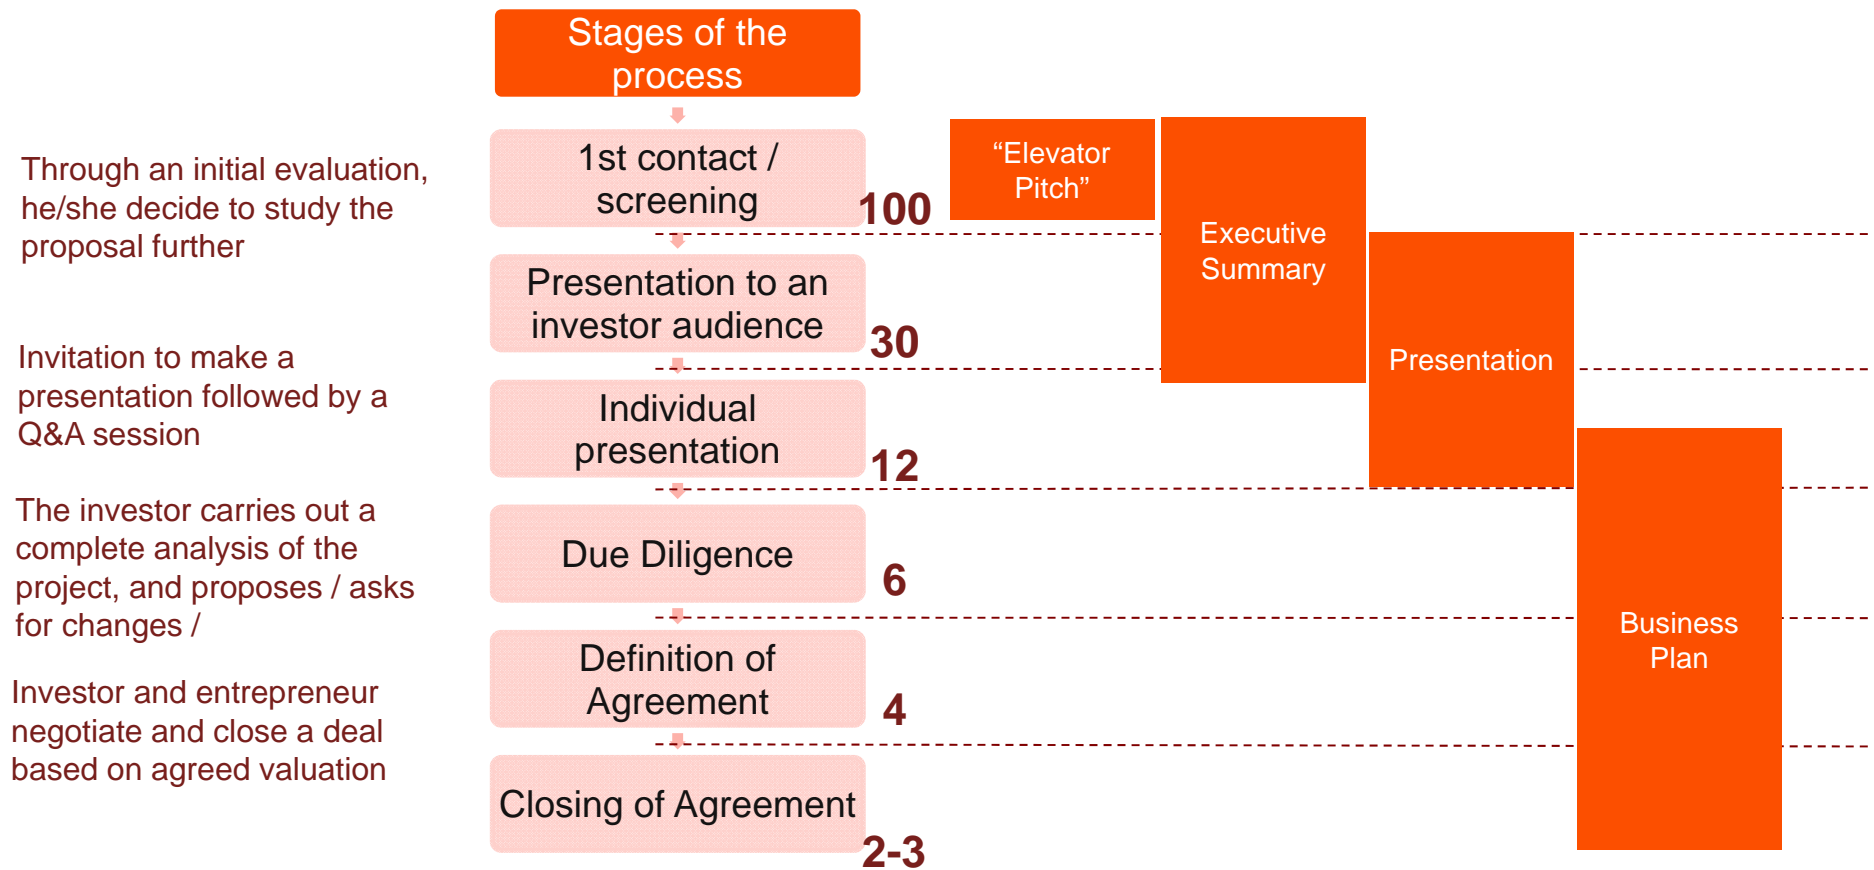 Stages of the
process
Through an initial evaluation,
he/she decide to study the
proposal further
1st contact /
screening
100
“Elevator
Pitch”
Executive
Summary
Presentation to an
investor audience
30
Invitation to make a
presentation followed by a
Q&A session
Presentation
Individual
presentation
12
The investor carries out a
complete analysis of the
project, and proposes / asks
for changes /
Due Diligence
6
Business
Plan
Definition of
Agreement
4
Investor and entrepreneur
negotiate and close a deal
based on agreed valuation
Closing of Agreement
2-3